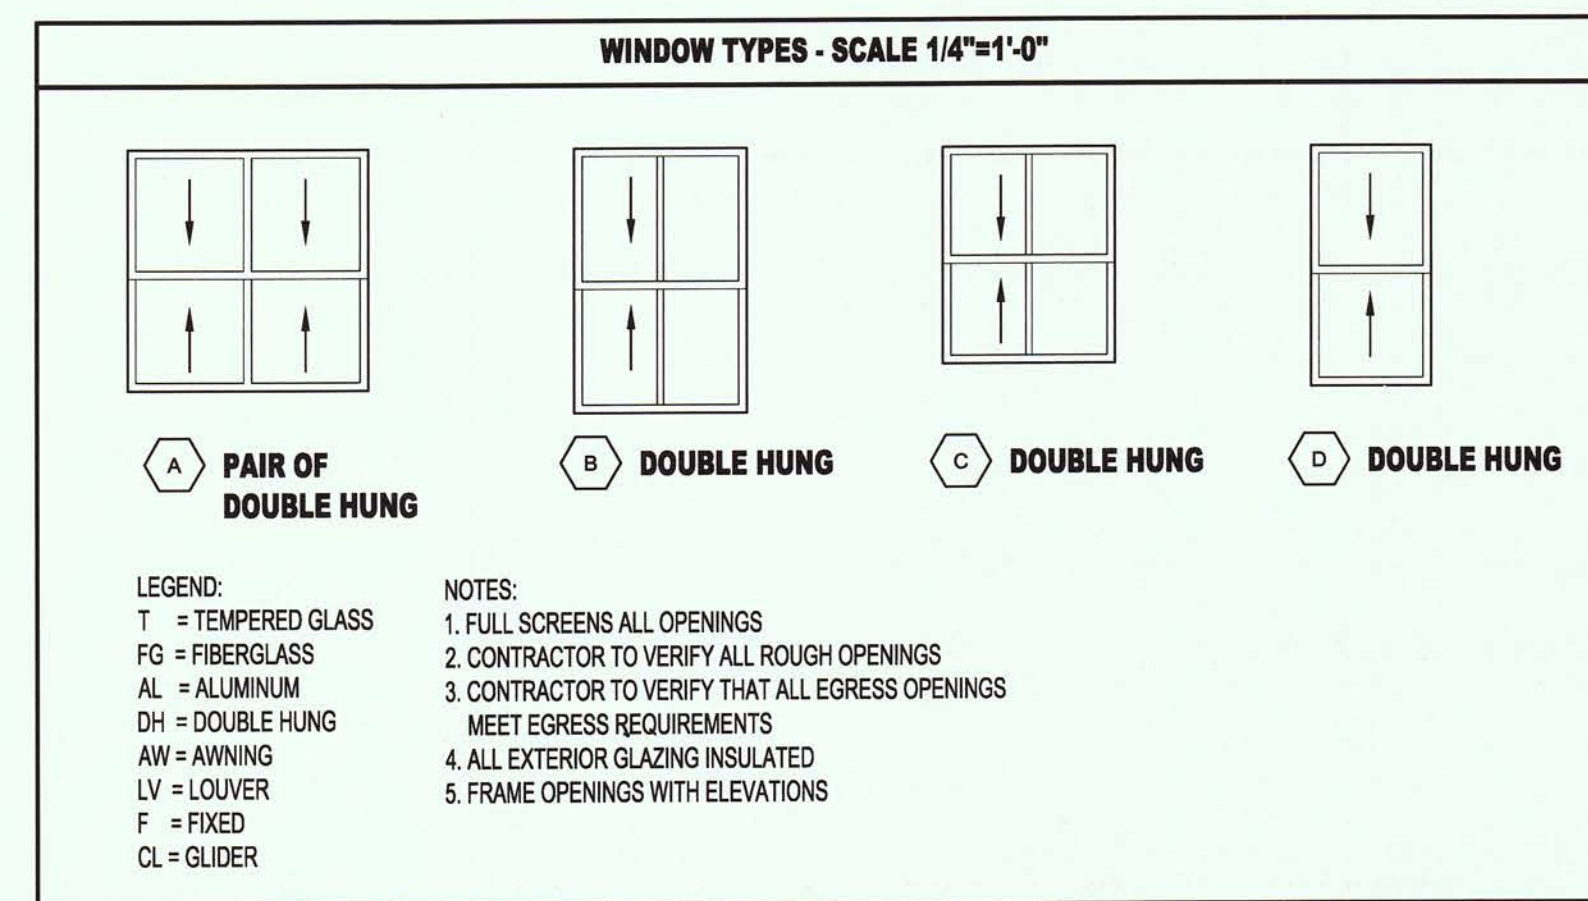 WINDOW TYPES - SCALE 1/4"=1'-0"
A PAIR OF
DOUBLE HUNG
B DOUBLE HUNG
C DOUBLE HUNG
D DOUBLE HUNG
LEGEND:
T = TEMPERED GLASS
FG = FIBERGLASS
AL = ALUMINUM
DH = DOUBLE HUNG
AW = AWNING
LV = LOUVER
F = FIXED
CL = GLIDER
NOTES:
1. FULL SCREENS ALL OPENINGS
2. CONTRACTOR TO VERIFY ALL ROUGH OPENINGS
3. CONTRACTOR TO VERIFY THAT ALL EGRESS OPENINGS
MEET EGRESS REQUIREMENTS
4. ALL EXTERIOR GLAZING INSULATED
5. FRAME OPENINGS WITH ELEVATIONS